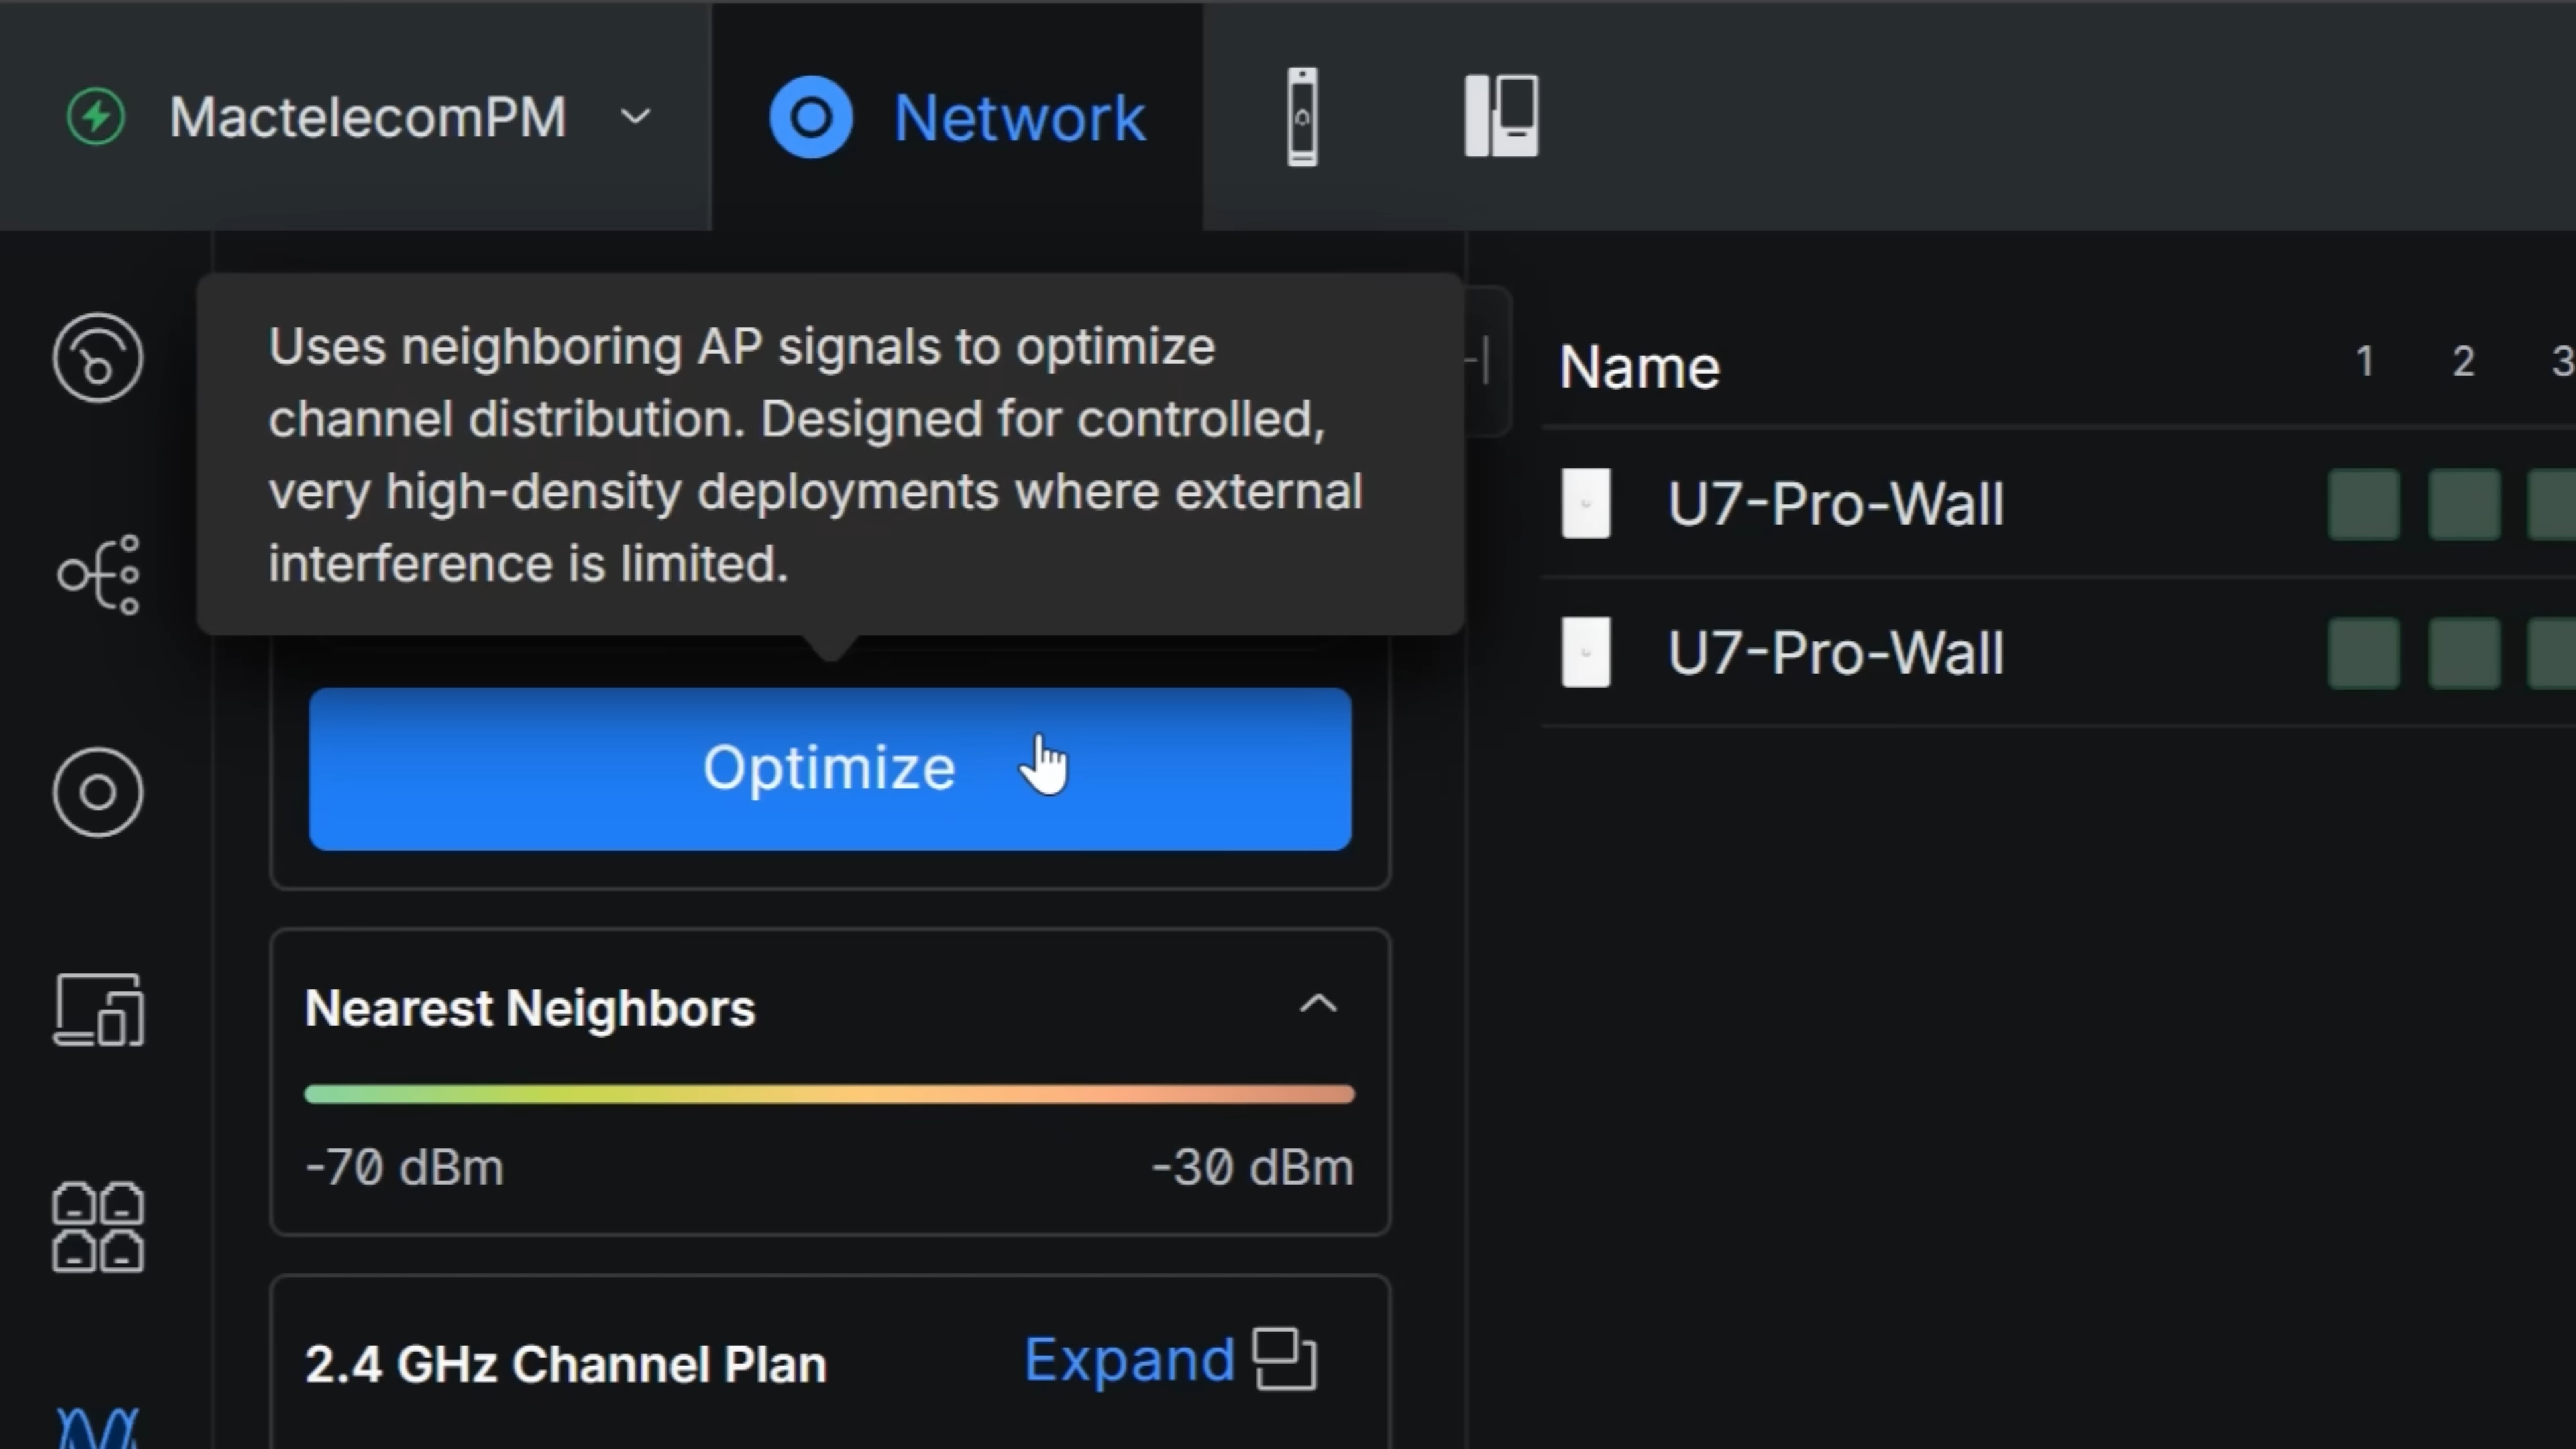 MactelecomPM
Network
Uses neighboring AP signals to optimize
channel distribution. Designed for controlled,
very high-density deployments where external
interference is limited.
Optimize
Nearest Neighbors
-70 dBm -30 dBm
2.4 GHz Channel Plan Expand
Name 1 2 3
U7-Pro-Wall
U7-Pro-Wall